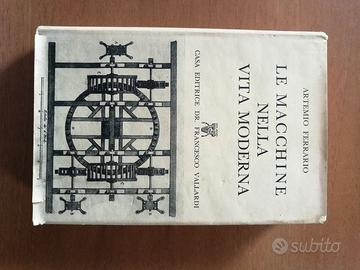 ARTEMIO FERRARIO
LE MACCHINE
NELLA
VITA MODERNA
CASA EDITRICE DR. FRANCESCO VALLARDI
subito